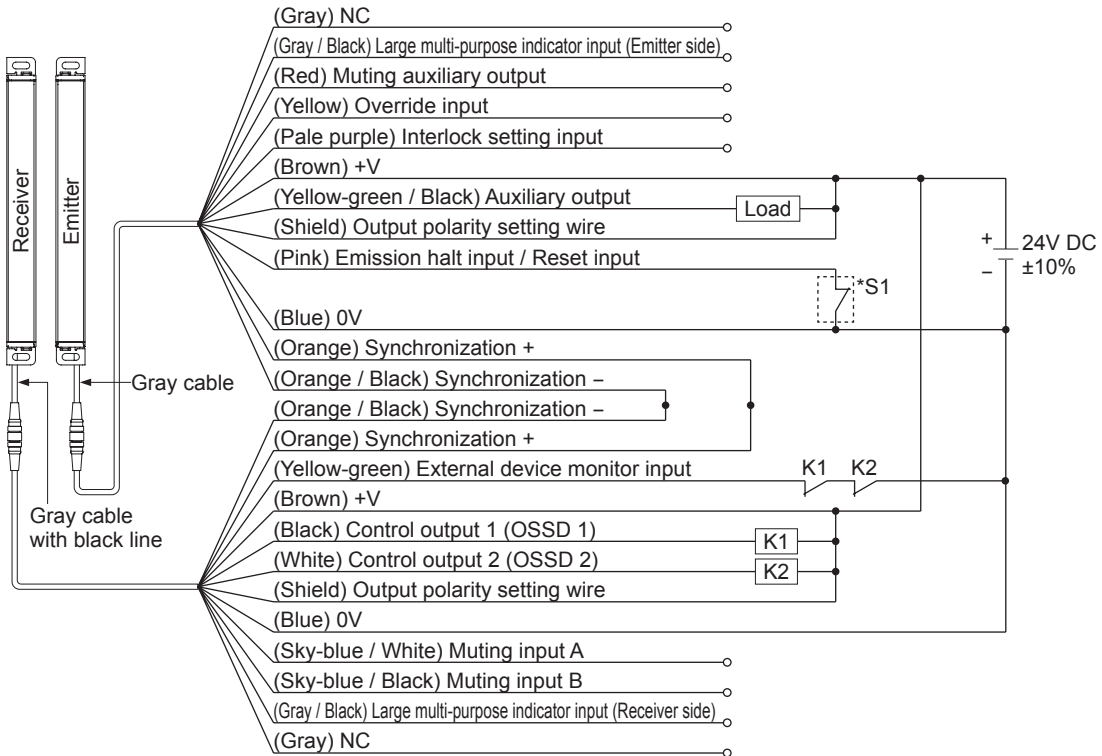 (Gray) NC
(Gray / Black) Large multi-purpose indicator input (Emitter side)
(Red) Muting auxiliary output
(Yellow) Override input
(Pale purple) Interlock setting input
(Brown) +V
(Yellow-green / Black) Auxiliary output
Load
(Shield) Output polarity setting wire
(Pink) Emission halt input / Reset input
*S1
+
−
24V DC
±10%
Receiver
Emitter
(Blue) 0V
(Orange) Synchronization +
Gray cable
(Orange / Black) Synchronization −
(Orange / Black) Synchronization −
(Orange) Synchronization +
(Yellow-green) External device monitor input
K1 K2
(Brown) +V
Gray cable
with black line
(Black) Control output 1 (OSSD 1)
K1
(White) Control output 2 (OSSD 2)
K2
(Shield) Output polarity setting wire
(Blue) 0V
(Sky-blue / White) Muting input A
(Sky-blue / Black) Muting input B
(Gray / Black) Large multi-purpose indicator input (Receiver side)
(Gray) NC